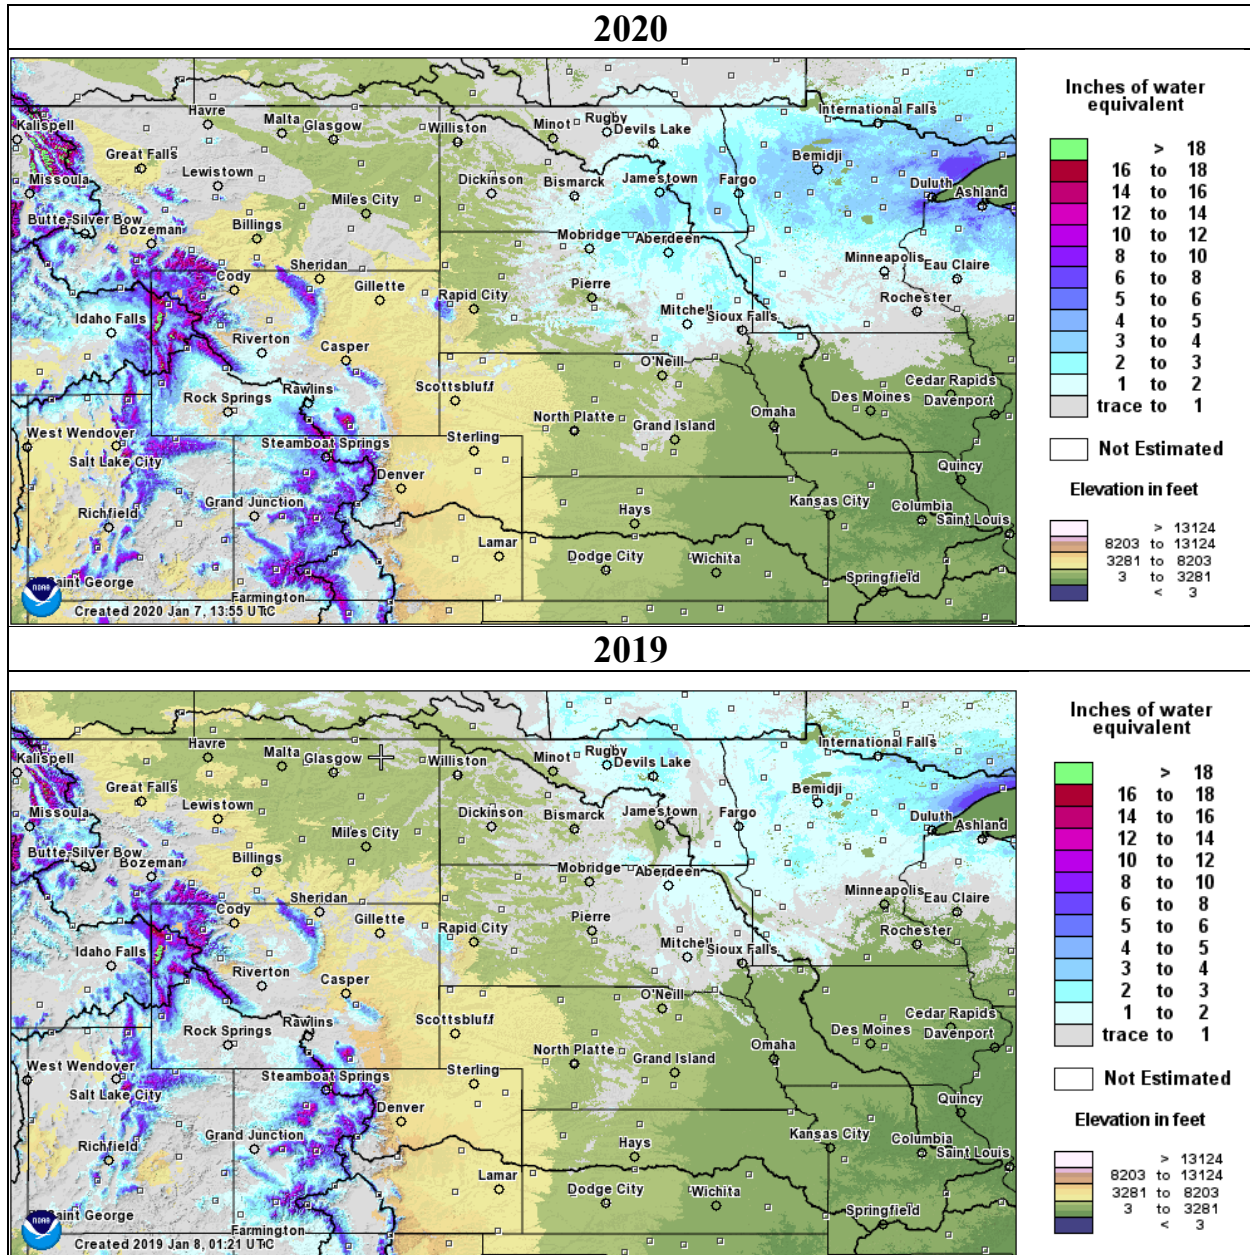 2020
Havre
Kalispell
Malta
Glasgow
Williston
Minot
Rugby
Devils Lake
International Falls
Great Falls
Bemidji
Missoula
Lewistown
Dickinson
Bismarck
Jamestown
Fargo
Duluth
Ashland
Butte-Silver Bow
Bozeman
Billings
Miles City
Mobridge
Aberdeen
Minneapolis
Eau Claire
Cody
Sheridan
Gillette
Rapid City
Pierre
Mitchell
Sioux Falls
Rochester
Idaho Falls
Riverton
Casper
O'Neill
Rock Springs
Rawlins
Scottsbluff
North Platte
Grand Island
Omaha
Des Moines
Cedar Rapids
Davenport
West Wendover
Salt Lake City
Steamboat Springs
Sterling
Denver
Quincy
Richfield
Grand Junction
Hays
Kansas City
Columbia
Saint Louis
Lamar
Dodge City
Wichita
Springfield
Saint George
Farmington
NOAA
Created 2020 Jan 7, 13:55 UTC
Inches of water
equivalent
> 18
16 to 18
14 to 16
12 to 14
10 to 12
8 to 10
6 to 8
5 to 6
4 to 5
3 to 4
2 to 3
1 to 2
trace to 1
Not Estimated
Elevation in feet
> 13124
8203 to 13124
3281 to 8203
3 to 3281
< 3
2019
Havre
Kalispell
Malta
Glasgow
Williston
Minot
Rugby
Devils Lake
International Falls
Great Falls
Bemidji
Missoula
Lewistown
Dickinson
Bismarck
Jamestown
Fargo
Duluth
Ashland
Butte-Silver Bow
Bozeman
Billings
Miles City
Mobridge
Aberdeen
Minneapolis
Eau Claire
Cody
Sheridan
Gillette
Rapid City
Pierre
Mitchell
Sioux Falls
Rochester
Idaho Falls
Riverton
Casper
O'Neill
Rock Springs
Rawlins
Scottsbluff
North Platte
Grand Island
Omaha
Des Moines
Cedar Rapids
Davenport
West Wendover
Salt Lake City
Steamboat Springs
Sterling
Denver
Quincy
Richfield
Grand Junction
Hays
Kansas City
Columbia
Saint Louis
Lamar
Dodge City
Wichita
Springfield
Saint George
Farmington
NOAA
Created 2019 Jan 8, 01:21 UTC
Inches of water
equivalent
> 18
16 to 18
14 to 16
12 to 14
10 to 12
8 to 10
6 to 8
5 to 6
4 to 5
3 to 4
2 to 3
1 to 2
trace to 1
Not Estimated
Elevation in feet
> 13124
8203 to 13124
3281 to 8203
3 to 3281
< 3